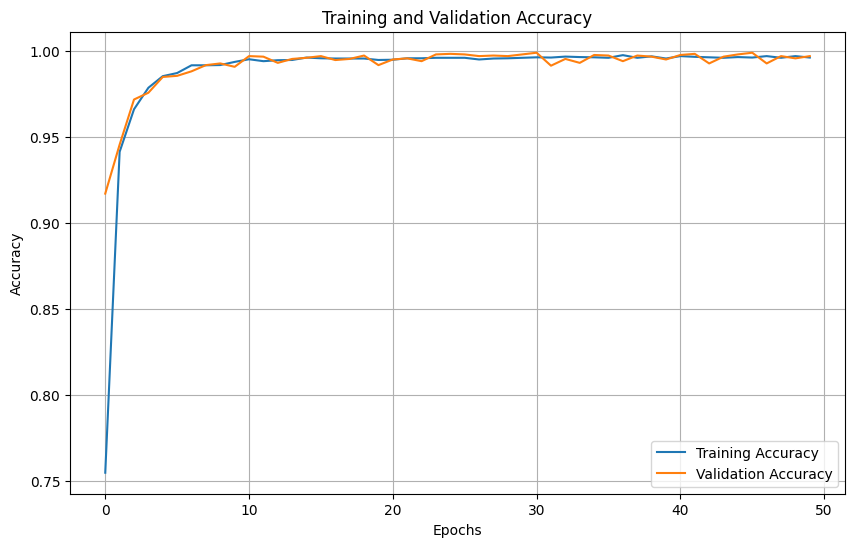 Training and Validation Accuracy
1.00
0.95
0.90
0.85
0.80
0.75
Accuracy
0 10 20 30 40 50
Epochs
Training Accuracy
Validation Accuracy